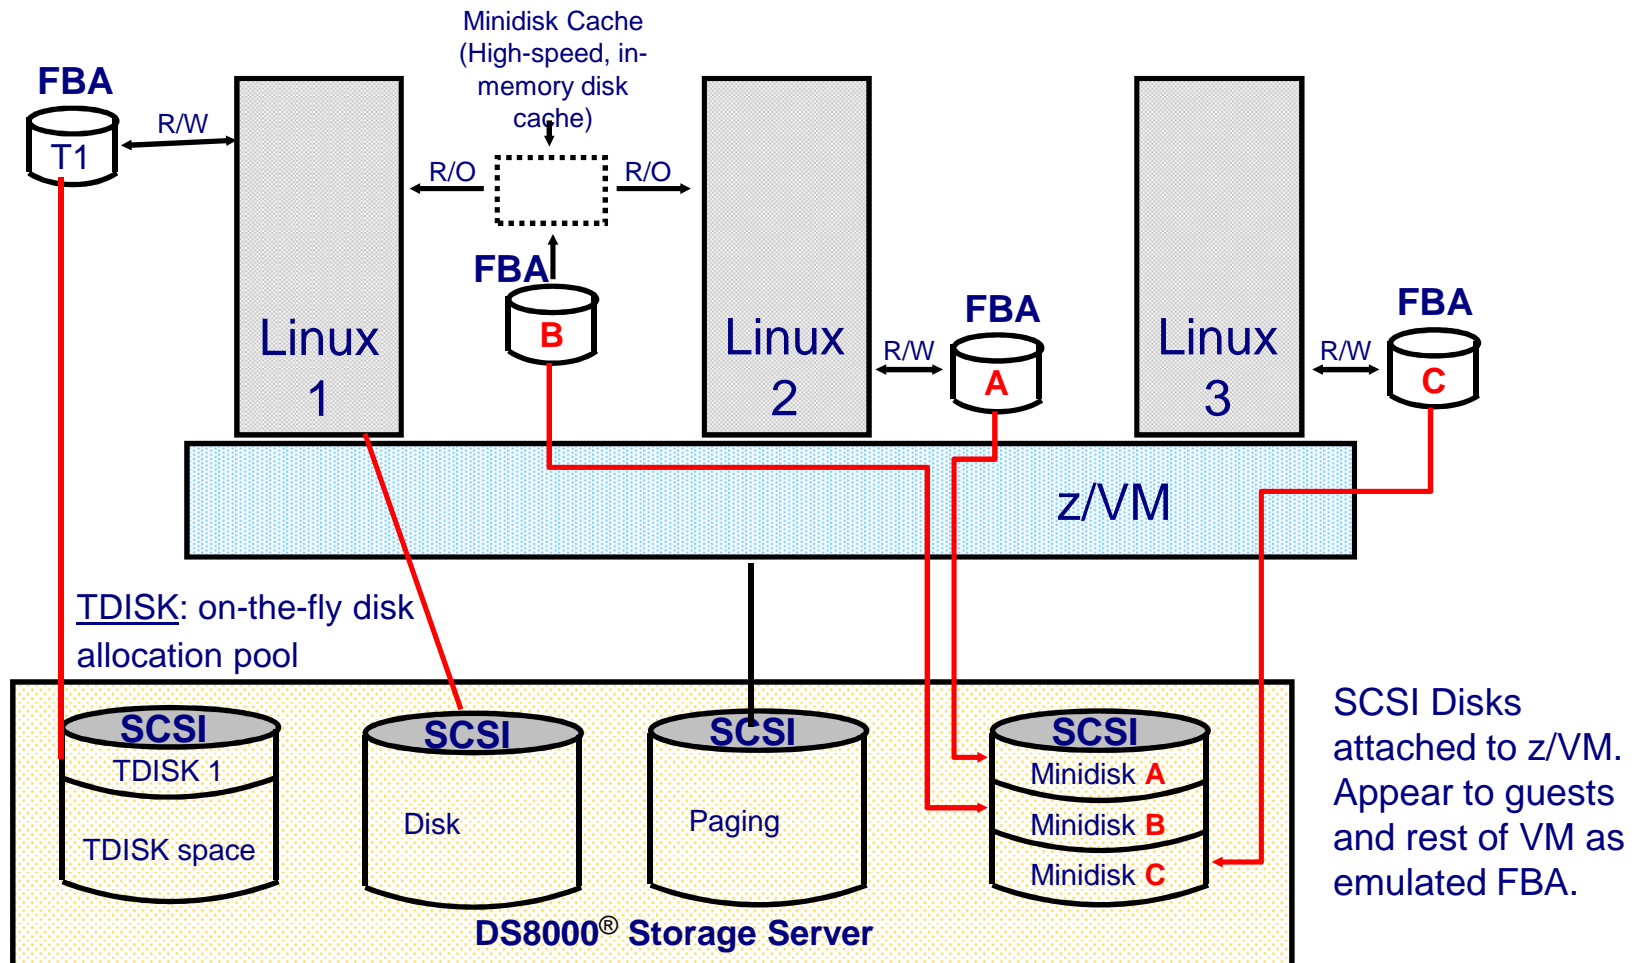 Minidisk Cache
(High-speed, in-
memory disk
cache)
FBA
T1
R/W
R/O
R/O
FBA
B
Linux
1
Linux
2
R/W
FBA
A
Linux
3
R/W
FBA
C
z/VM
TDISK: on-the-fly disk
allocation pool
SCSI
TDISK 1
TDISK space
SCSI
Disk
SCSI
Paging
SCSI
Minidisk A
Minidisk B
Minidisk C
DS8000® Storage Server
SCSI Disks
attached to z/VM.
Appear to guests
and rest of VM as
emulated FBA.